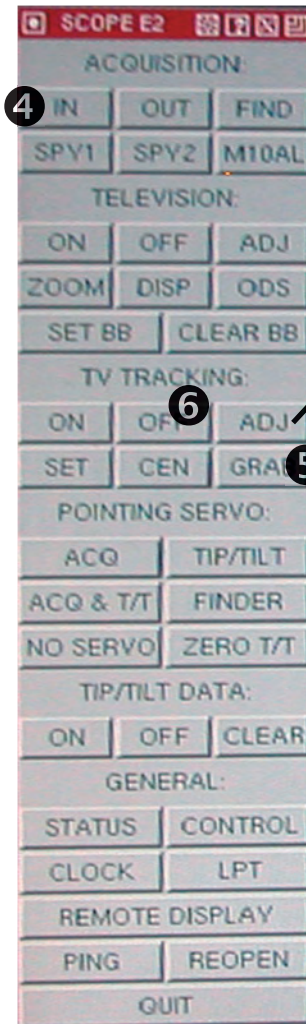 SCOPE E2
ACQUISITION:
4 IN OUT FIND
SPY1 SPY2 M10AL
TELEVISION:
ON OFF ADJ
ZOOM DISP ODS
SET BB CLEAR BB
TV TRACKING:
6
ON ADJ
SET CEN 5
POINTING SERVO:
ACQ TIP/TILT
ACQ & T/T FINDER
NO SERVO ZERO T/T
TIP/TILT DATA:
ON OFF CLEAR
GENERAL:
STATUS CONTROL
CLOCK LPT
REMOTE DISPLAY
PING REOPEN
QUIT